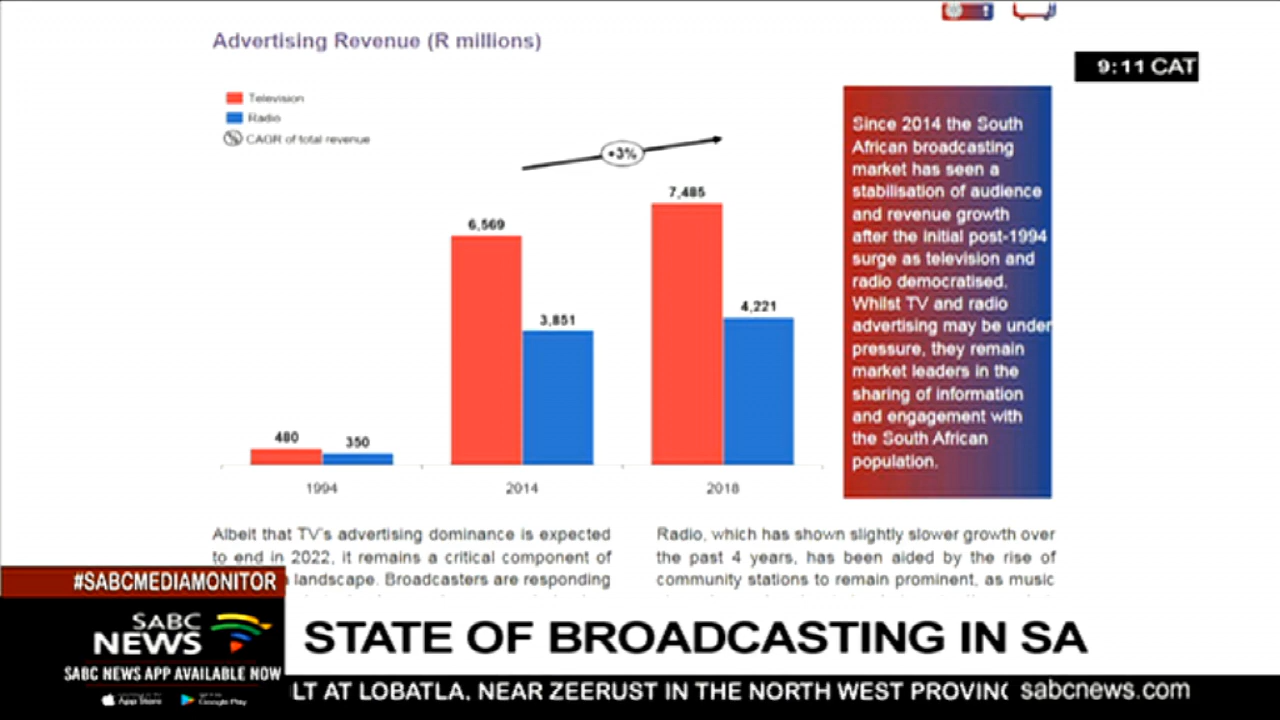 Advertising Revenue (R millions)
9:11 CAT
Television
Radio
CAGR of total revenue
+3%
480
350
6,569
3,851
7,485
4,221
1994
2014
2018
Since 2014 the South
African broadcasting
market has seen a
stabilisation of audience
and revenue growth
after the initial post-1994
surge as television and
radio democratised.
Whilst TV and radio
advertising may be under
pressure, they remain
market leaders in the
sharing of information
and engagement with
the South African
population.
Albeit that TV's advertising dominance is expected
to end in 2022, it remains a critical component of
landscape. Broadcasters are responding
Radio, which has shown slightly slower growth over
the past 4 years, has been aided by the rise of
community stations to remain prominent, as music
#SABCMEDIAMONITOR
SABC
NEWS
SABC NEWS APP AVAILABLE NOW
App Store
Google Play
STATE OF BROADCASTING IN SA
LT AT LOBATLA, NEAR ZEERUST IN THE NORTH WEST PROVINC
sabcnews.com